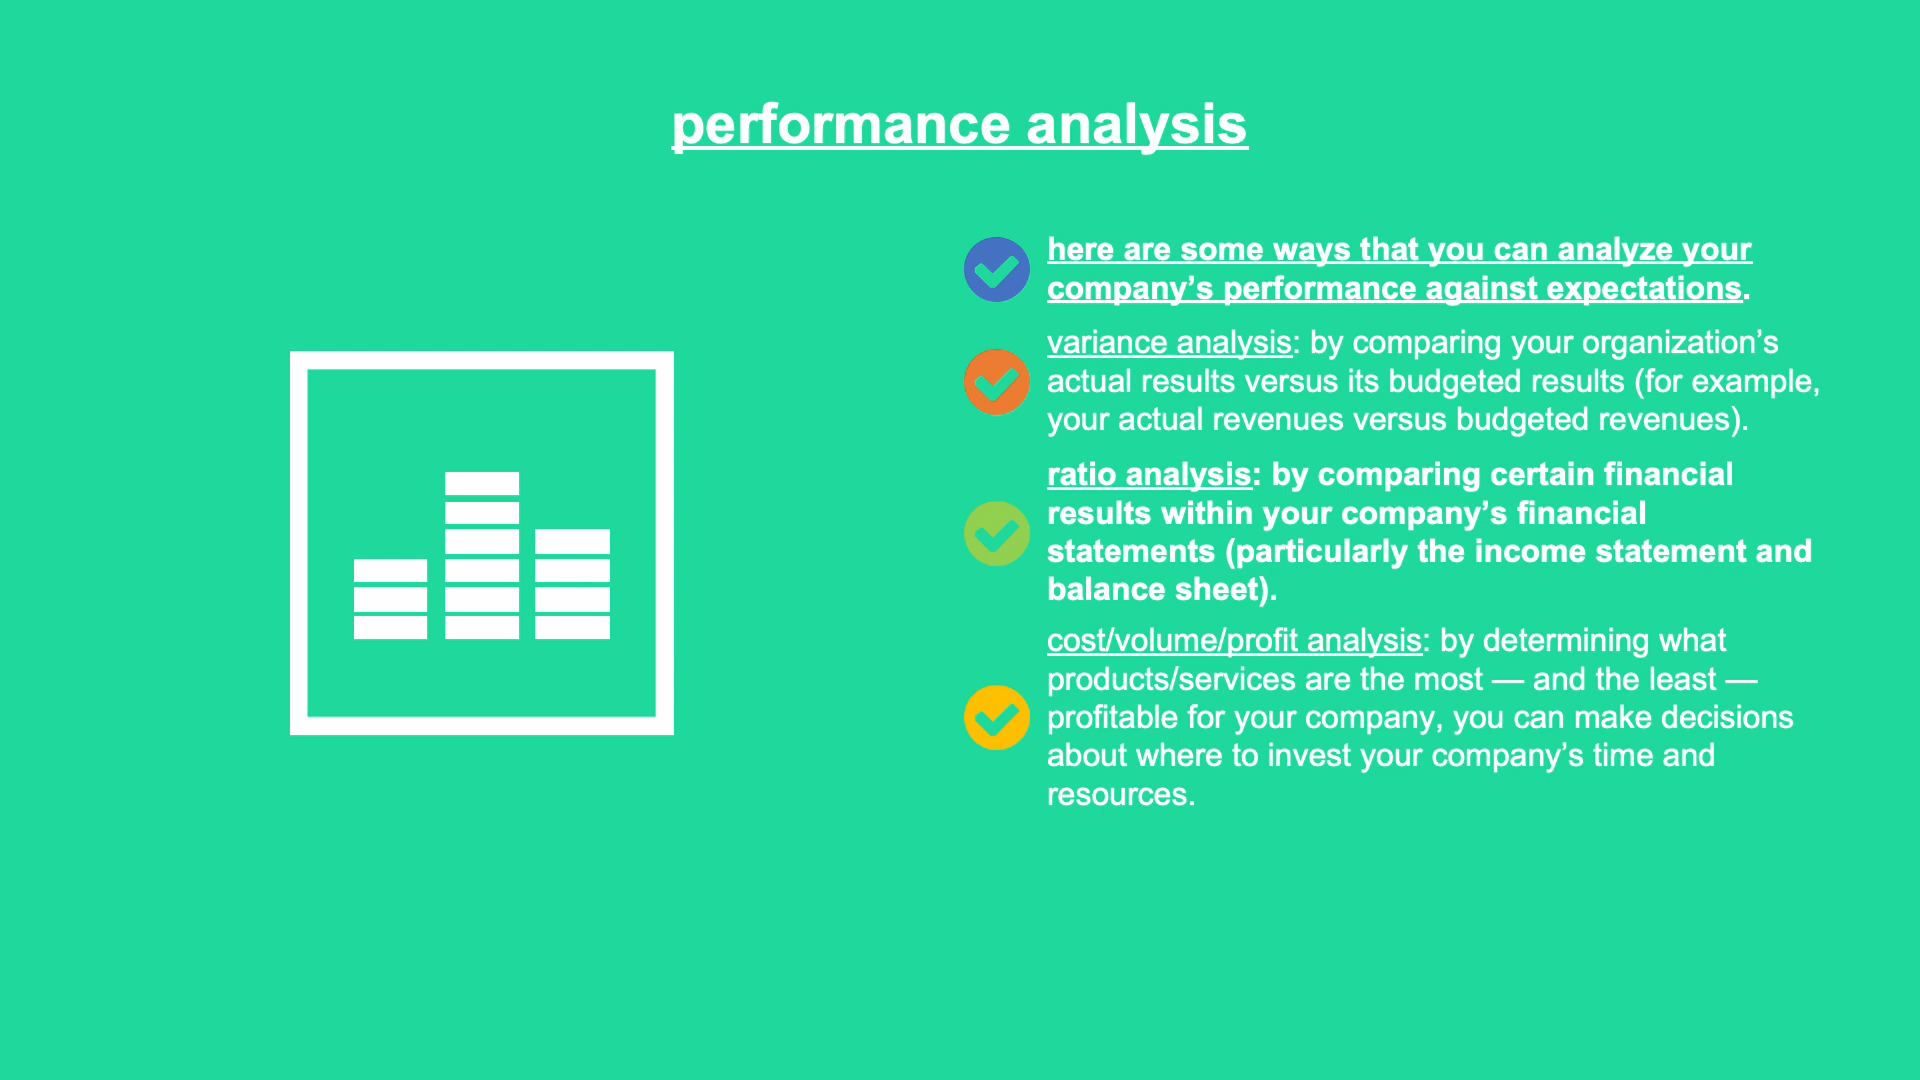 performance analysis
here are some ways that you can analyze your
company’s performance against expectations.
variance analysis: by comparing your organization’s
actual results versus its budgeted results (for example,
your actual revenues versus budgeted revenues).
ratio analysis: by comparing certain financial
results within your company’s financial
statements (particularly the income statement and
balance sheet).
cost/volume/profit analysis: by determining what
products/services are the most — and the least —
profitable for your company, you can make decisions
about where to invest your company’s time and
resources.